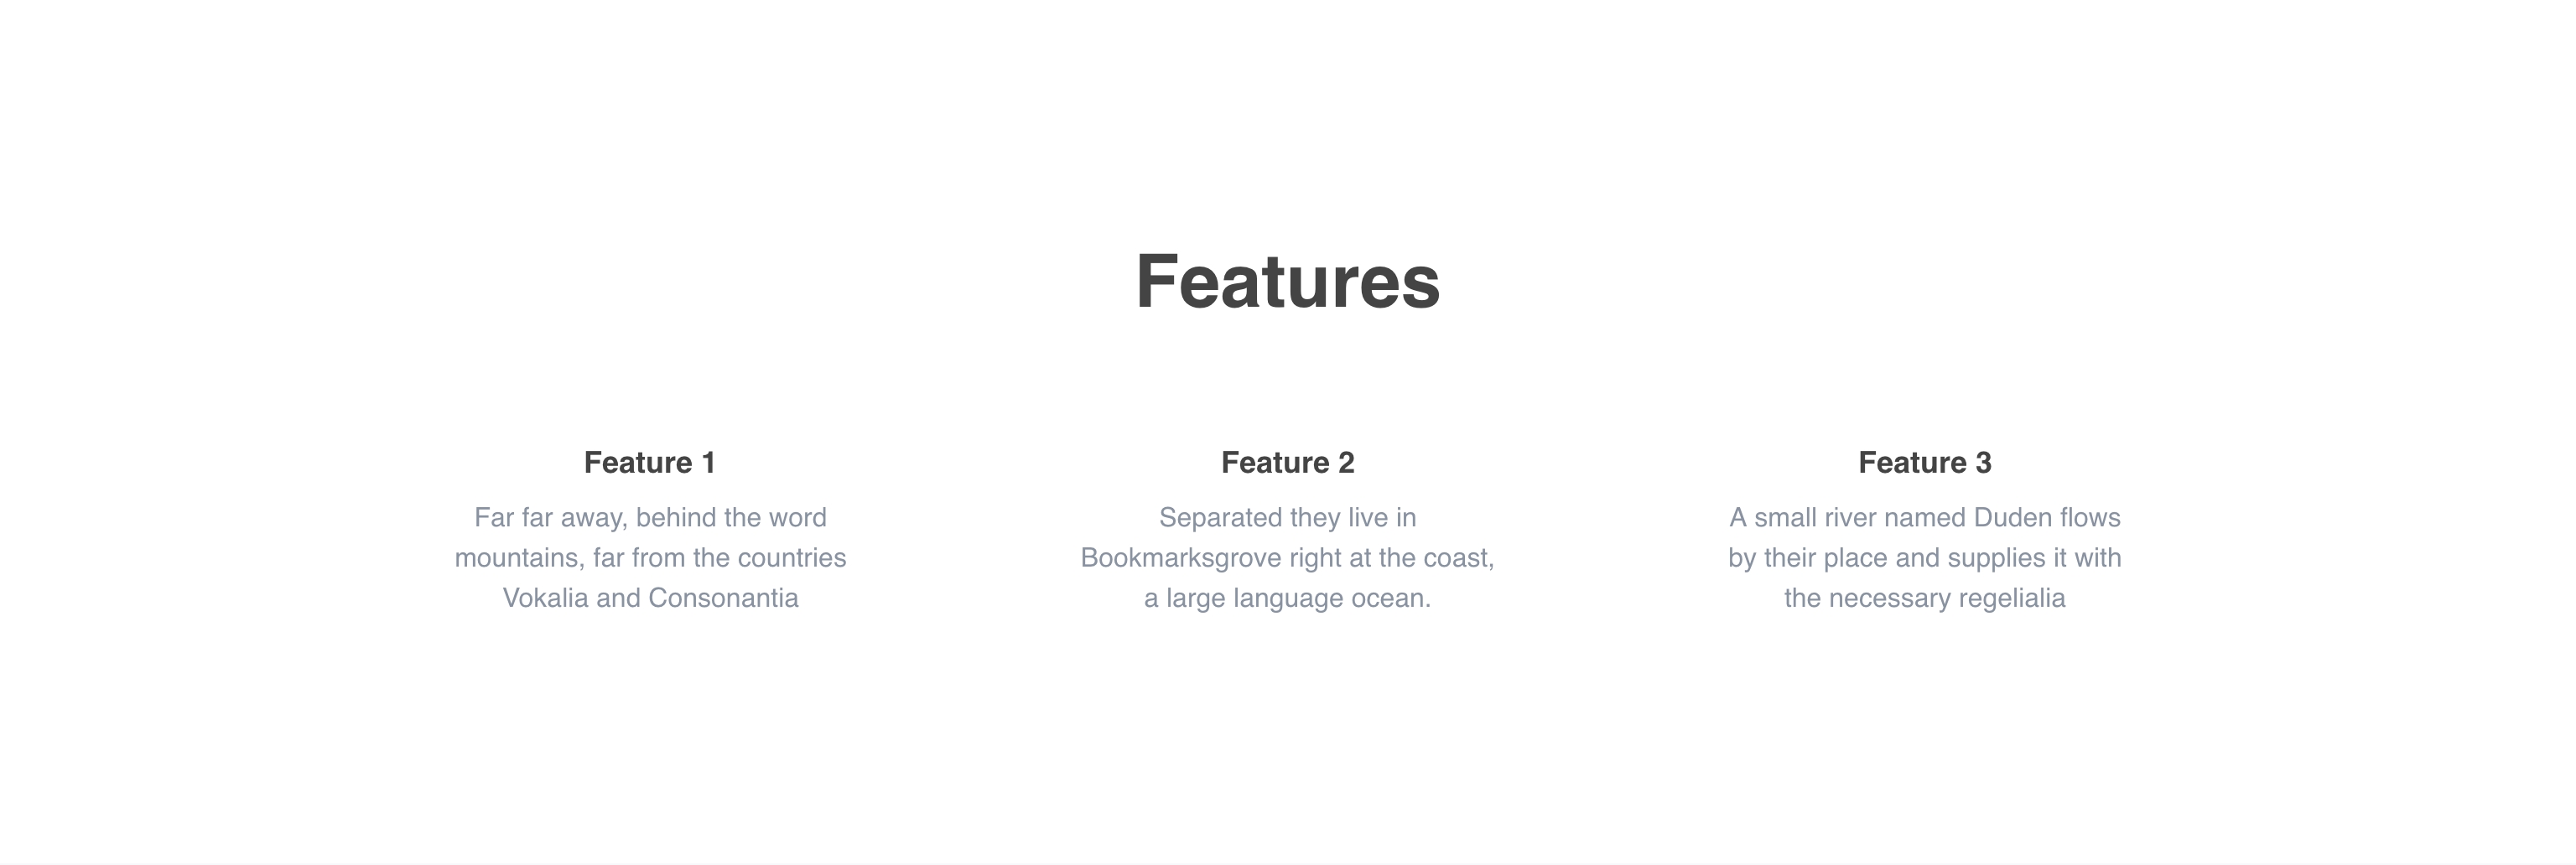 Features
Feature 1
Far far away, behind the word
mountains, far from the countries
Vokalia and Consonantia
Feature 2
Separated they live in
Bookmarksgrove right at the coast,
a large language ocean.
Feature 3
A small river named Duden flows
by their place and supplies it with
the necessary regelialia